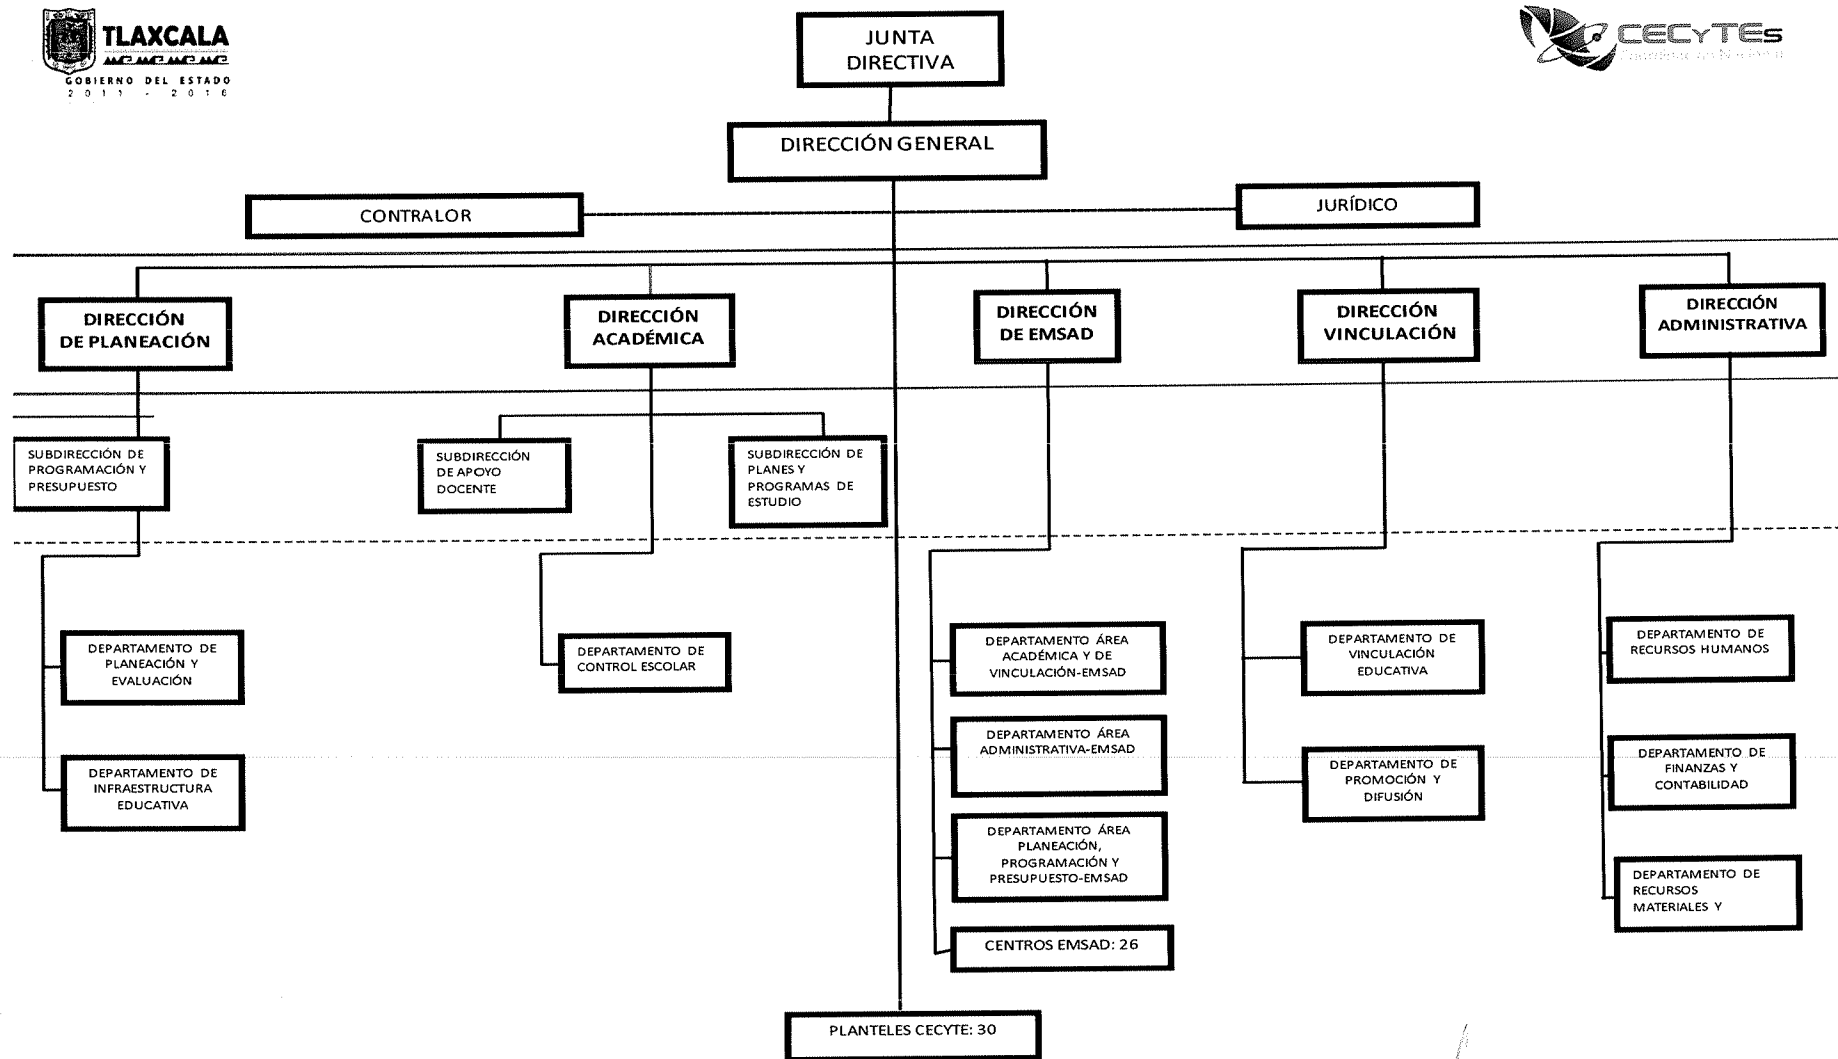 TLAXCALA
GOBIERNO DEL ESTADO
2011 - 2016
CECyTEs
JUNTA
DIRECTIVA
DIRECCIÓN GENERAL
CONTRALOR
JURÍDICO
DIRECCIÓN
DE PLANEACIÓN
DIRECCIÓN
ACADÉMICA
DIRECCIÓN
DE EMSAD
DIRECCIÓN
VINCULACIÓN
DIRECCIÓN
ADMINISTRATIVA
SUBDIRECCIÓN DE
PROGRAMACIÓN Y
PRESUPUESTO
SUBDIRECCIÓN
DE APOYO
DOCENTE
SUBDIRECCIÓN DE
PLANES Y
PROGRAMAS DE
ESTUDIO
DEPARTAMENTO DE
PLANEACIÓN Y
EVALUACIÓN
DEPARTAMENTO DE
INFRAESTRUCTURA
EDUCATIVA
DEPARTAMENTO DE
CONTROL ESCOLAR
DEPARTAMENTO ÁREA
ACADÉMICA Y DE
VINCULACIÓN-EMSAD
DEPARTAMENTO ÁREA
ADMINISTRATIVA-EMSAD
DEPARTAMENTO ÁREA
PLANEACIÓN,
PROGRAMACIÓN Y
PRESUPUESTO-EMSAD
CENTROS EMSAD: 26
DEPARTAMENTO DE
VINCULACIÓN
EDUCATIVA
DEPARTAMENTO DE
PROMOCIÓN Y
DIFUSIÓN
DEPARTAMENTO DE
RECURSOS HUMANOS
DEPARTAMENTO DE
FINANZAS Y
CONTABILIDAD
DEPARTAMENTO DE
RECURSOS
MATERIALES Y
PLANTELES CECYTE: 30